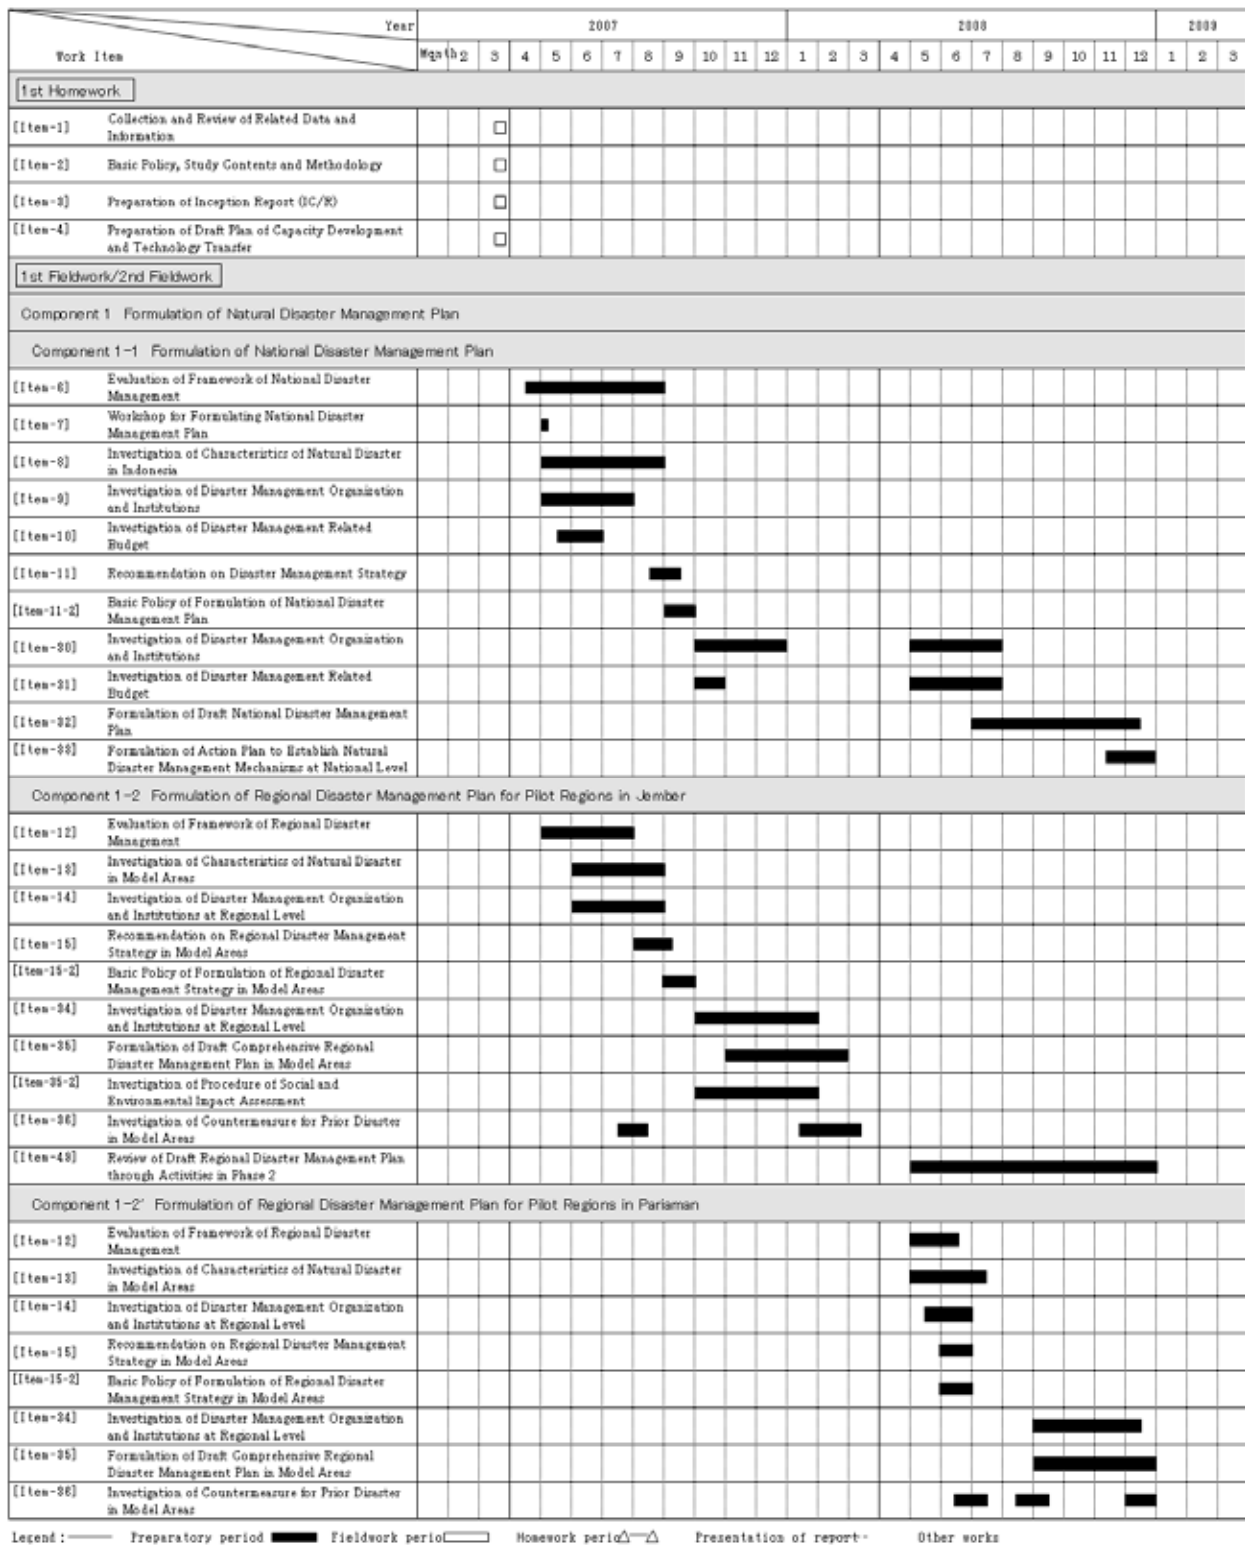 Year 2007 2008 2009
Work Item Month 2 3 4 5 6 7 8 9 10 11 12 1 2 3 4 5 6 7 8 9 10 11 12 1 2 3
1st Homework
[Item-1] Collection and Review of Related Data and
Information
[Item-2] Basic Policy, Study Contents and Methodology
[Item-3] Preparation of Inception Report (IC/R)
[Item-4] Preparation of Draft Plan of Capacity Development
and Technology Transfer
1st Fieldwork/2nd Fieldwork
Component 1 Formulation of Natural Disaster Management Plan
Component 1-1 Formulation of National Disaster Management Plan
[Item-6] Evaluation of Framework of National Disaster
Management
[Item-7] Workshop for Formulating National Disaster
Management Plan
[Item-8] Investigation of Characteristics of Natural Disaster
in Indonesia
[Item-9] Investigation of Disaster Management Organization
and Institutions
[Item-10] Investigation of Disaster Management Related
Budget
[Item-11] Recommendation on Disaster Management Strategy
[Item-11-2] Basic Policy of Formulation of National Disaster
Management Plan
[Item-30] Investigation of Disaster Management Organization
and Institutions
[Item-31] Investigation of Disaster Management Related
Budget
[Item-32] Formulation of Draft National Disaster Management
Plan
[Item-33] Formulation of Action Plan to Establish Natural
Disaster Management Mechanisms at National Level
Component 1-2 Formulation of Regional Disaster Management Plan for Pilot Regions in Jember
[Item-12] Evaluation of Framework of Regional Disaster
Management
[Item-13] Investigation of Characteristics of Natural Disaster
in Model Areas
[Item-14] Investigation of Disaster Management Organization
and Institutions at Regional Level
[Item-15] Recommendation on Regional Disaster Management
Strategy in Model Areas
[Item-15-2] Basic Policy of Formulation of Regional Disaster
Management Strategy in Model Areas
[Item-34] Investigation of Disaster Management Organization
and Institutions at Regional Level
[Item-35] Formulation of Draft Comprehensive Regional
Disaster Management Plan in Model Areas
[Item-35-2] Investigation of Procedure of Social and
Environmental Impact Assessment
[Item-36] Investigation of Countermeasure for Prior Disaster
in Model Areas
[Item-43] Review of Draft Regional Disaster Management Plan
through Activities in Phase 2
Component 1-2' Formulation of Regional Disaster Management Plan for Pilot Regions in Pariaman
[Item-12] Evaluation of Framework of Regional Disaster
Management
[Item-13] Investigation of Characteristics of Natural Disaster
in Model Areas
[Item-14] Investigation of Disaster Management Organization
and Institutions at Regional Level
[Item-15] Recommendation on Regional Disaster Management
Strategy in Model Areas
[Item-15-2] Basic Policy of Formulation of Regional Disaster
Management Strategy in Model Areas
[Item-34] Investigation of Disaster Management Organization
and Institutions at Regional Level
[Item-35] Formulation of Draft Comprehensive Regional
Disaster Management Plan in Model Areas
[Item-36] Investigation of Countermeasure for Prior Disaster
in Model Areas
Legend: Preparatory period Fieldwork perio Homework perio Presentation of report Other works